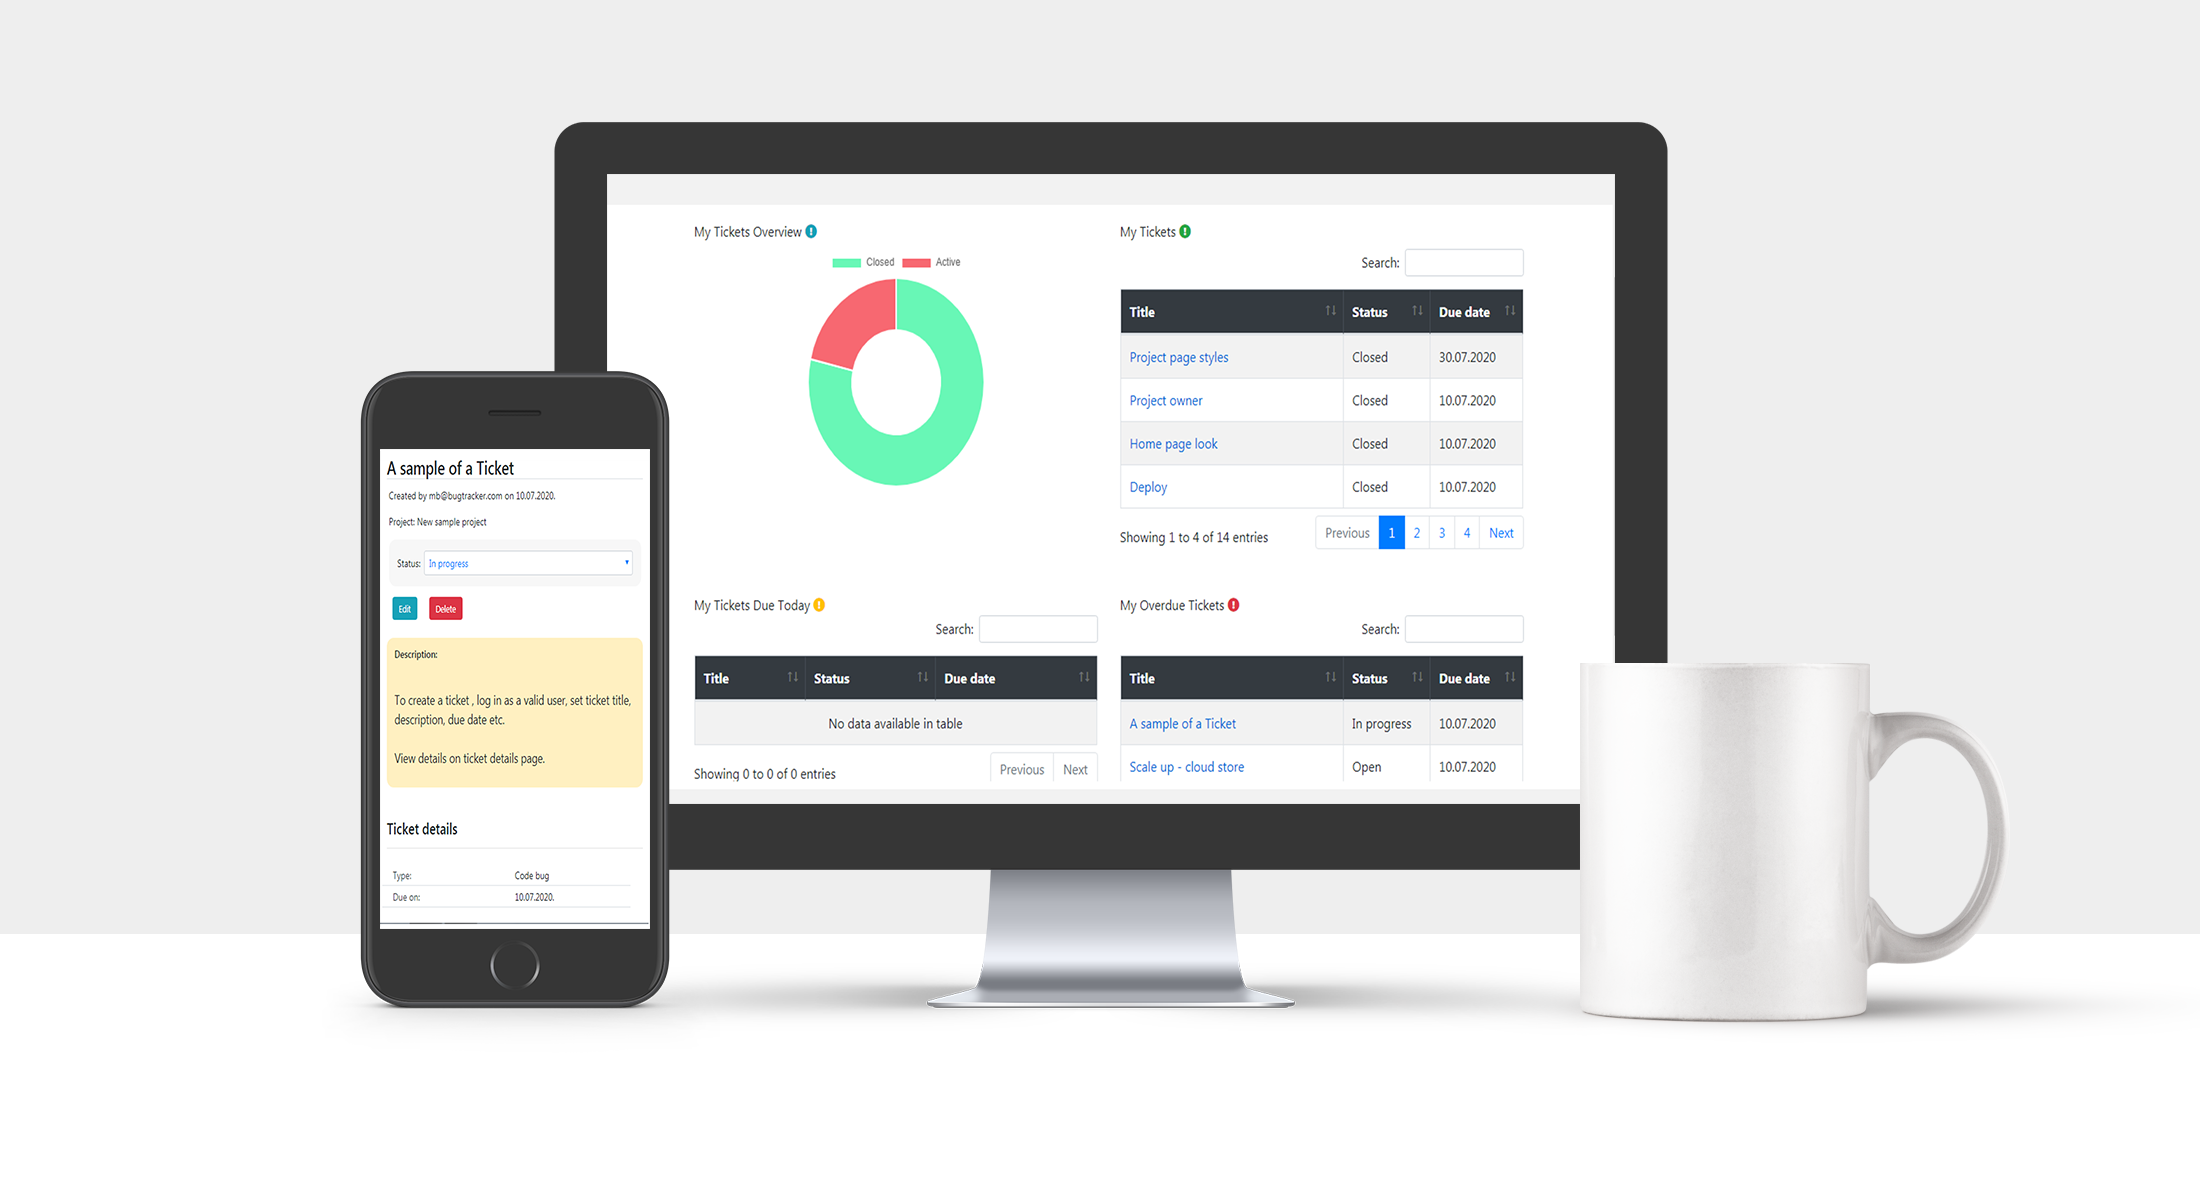 My Tickets Overview
Closed Active
My Tickets
Search:
Title Status Due date
Project page styles Closed 30.07.2020
Project owner Closed 10.07.2020
Home page look Closed 10.07.2020
Deploy Closed 10.07.2020
Showing 1 to 4 of 14 entries Previous 1 2 3 4 Next
My Tickets Due Today
Search:
Title Status Due date
No data available in table
Showing 0 to 0 of 0 entries Previous Next
My Overdue Tickets
Search:
Title Status Due date
A sample of a Ticket In progress 10.07.2020
Scale up - cloud store Open 10.07.2020
A sample of a Ticket
Created by mb@bugtracker.com on 10.07.2020.
Project: New sample project
Status: In progress
Edit Delete
Description:
To create a ticket , log in as a valid user, set ticket title,
description, due date etc.
View details on ticket details page.
Ticket details
Type: Code bug
Due on: 10.07.2020.